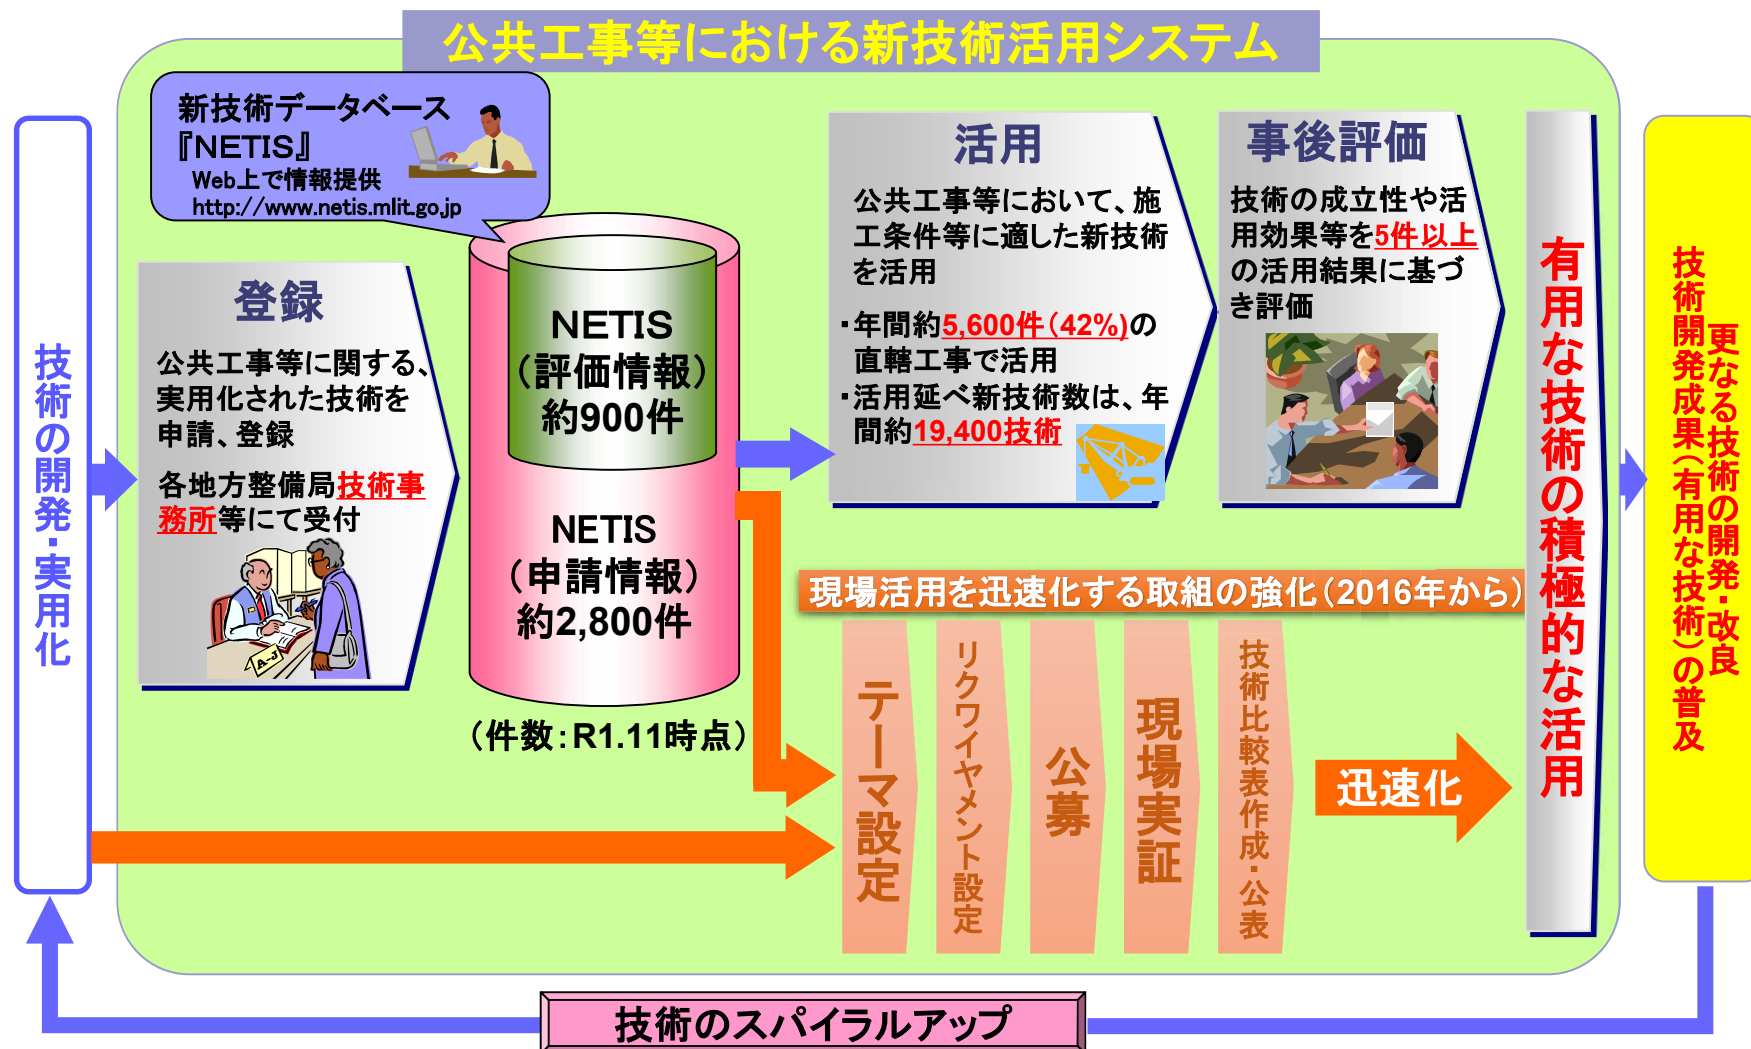 公共工事等における新技術活用システム
新技術データベース
『NETIS』
Web上で情報提供
http://www.netis.mlit.go.jp
技術の開発・実用化
登録
公共工事等に関する、
実用化された技術を
申請、登録
各地方整備局技術事
務所等にて受付
A-J
NETIS
（評価情報）
約900件
NETIS
（申請情報）
約2,800件
（件数：R1.11時点）
活用
公共工事等において、施
工条件等に適した新技術
を活用
・年間約5,600件（42%)の
直轄工事で活用
・活用延べ新技術数は、年
間約19,400技術
事後評価
技術の成立性や活
用効果等を5件以上
の活用結果に基づ
き評価
現場活用を迅速化する取組の強化（2016年から）
テーマ設定
リクワイヤメント設定
公募
現場実証
技術比較表作成・公表
迅速化
有用な技術の積極的な活用
更なる技術の開発・改良
技術開発成果（有用な技術）の普及
技術のスパイラルアップ